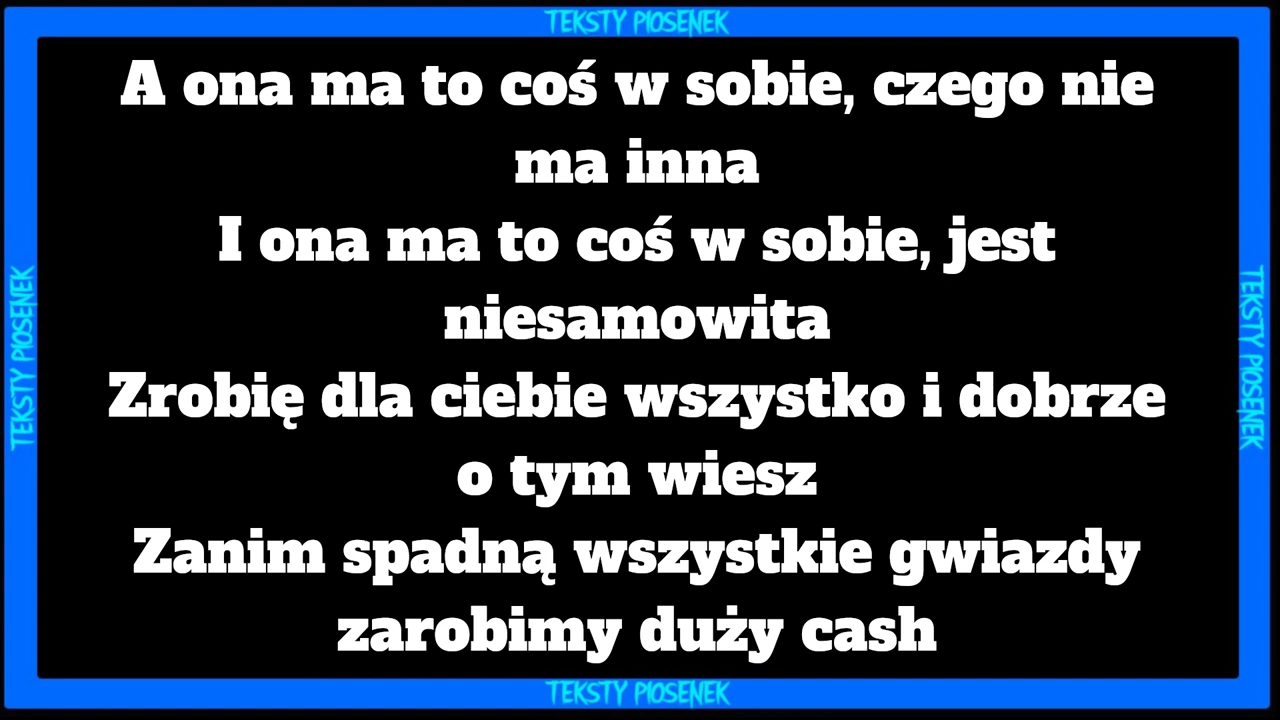 TEKSTY PIOSENEK
A ona ma to coś w sobie, czego nie
ma inna
I ona ma to coś w sobie, jest
niesamowita
Zrobię dla ciebie wszystko i dobrze
o tym wiesz
Zanim spadną wszystkie gwiazdy
zarobimy duży cash
TEKSTY PIOSENEK
TEKSTY PIOSENEK
TEKSTY PIOSENEK